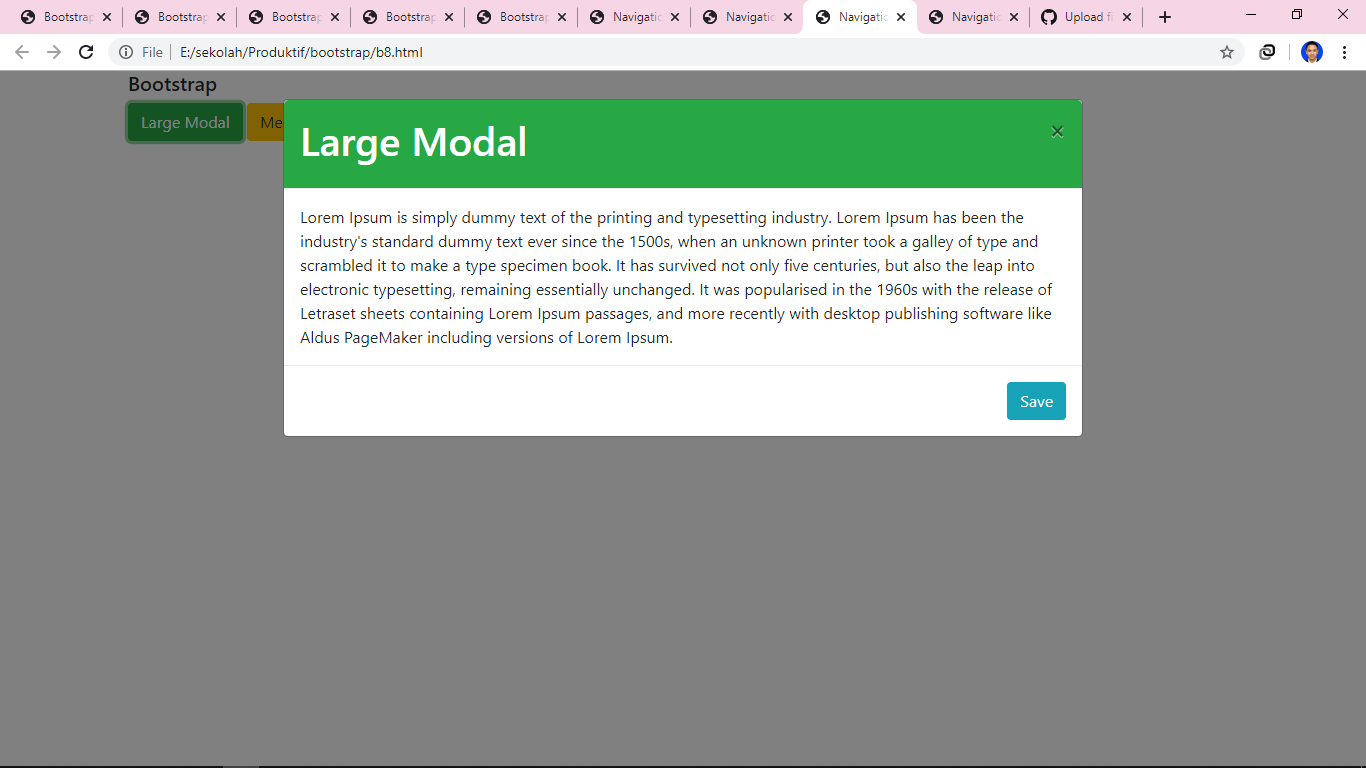 Bootstrap Bootstrap Bootstrap Bootstrap Bootstrap Navigatic Navigatic Navigatic Navigatic Upload fi
File E:/sekolah/Produktif/bootstrap/b8.html
Bootstrap
Large Modal Me
Large Modal ×
Lorem Ipsum is simply dummy text of the printing and typesetting industry. Lorem Ipsum has been the
industry's standard dummy text ever since the 1500s, when an unknown printer took a galley of type and
scrambled it to make a type specimen book. It has survived not only five centuries, but also the leap into
electronic typesetting, remaining essentially unchanged. It was popularised in the 1960s with the release of
Letraset sheets containing Lorem Ipsum passages, and more recently with desktop publishing software like
Aldus PageMaker including versions of Lorem Ipsum.
Save